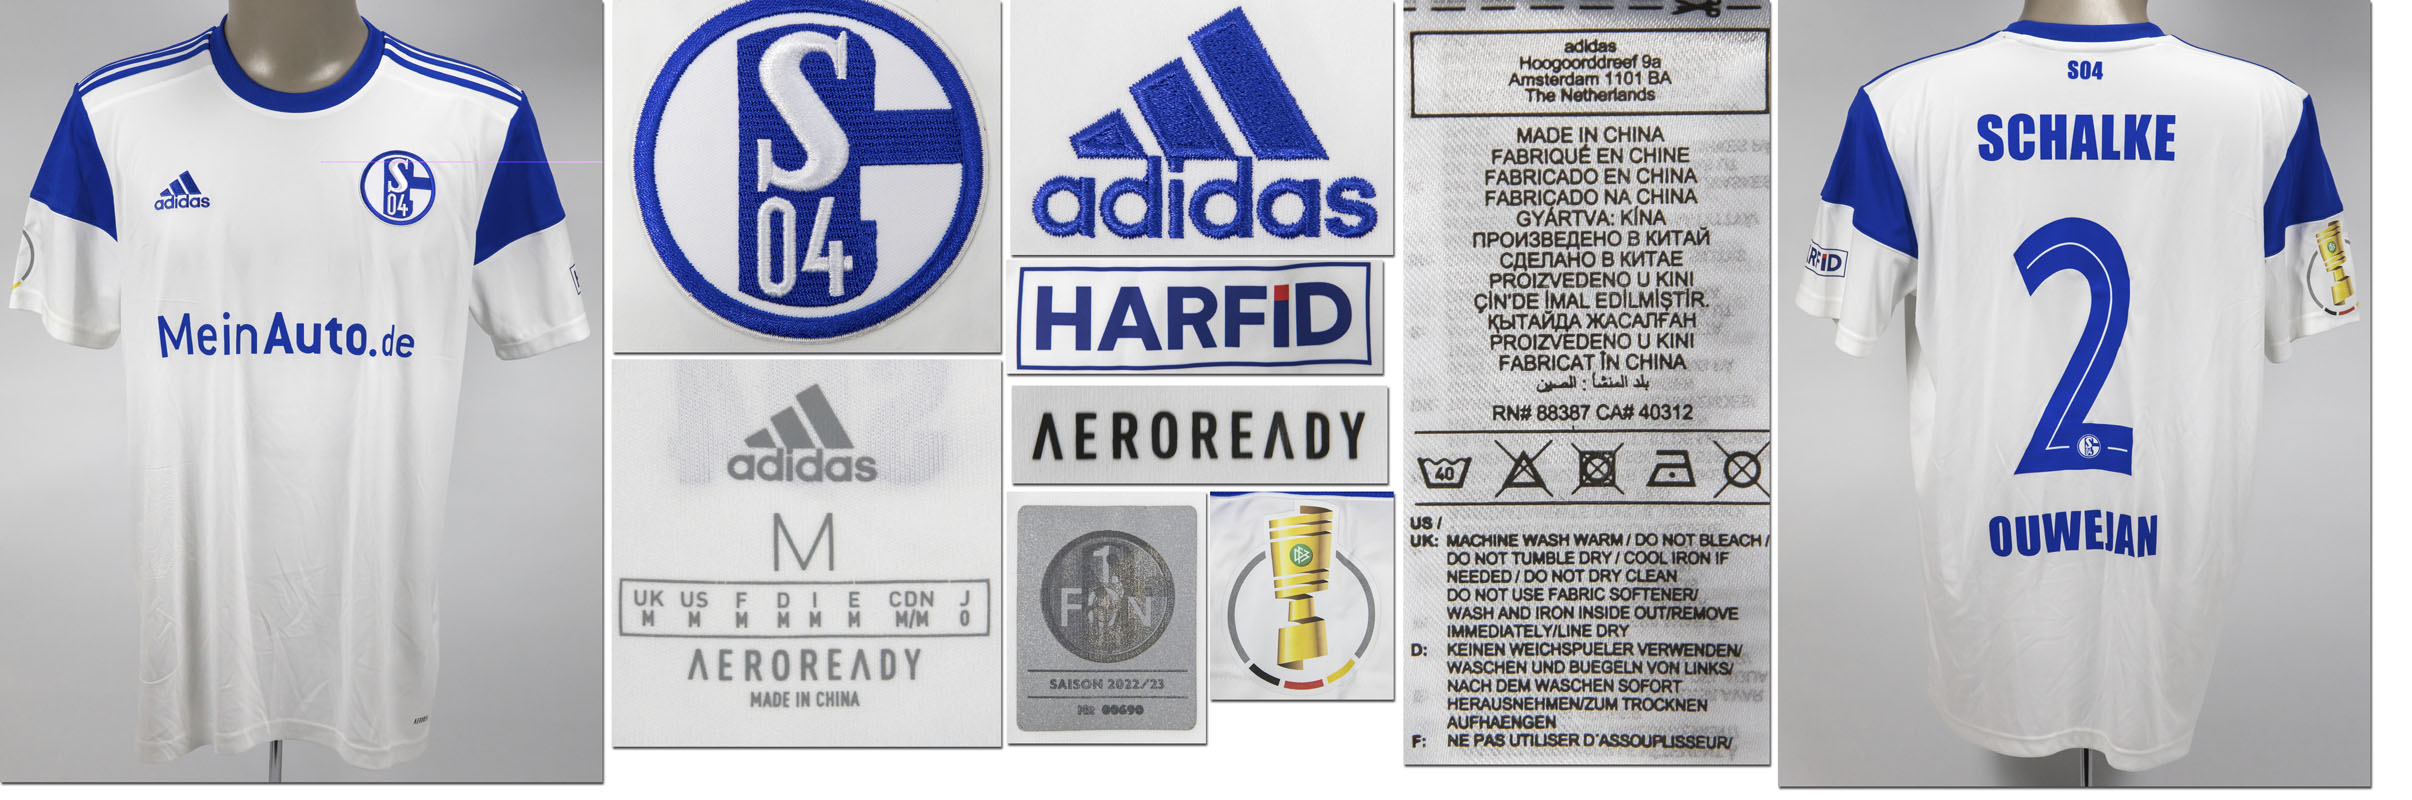 adidas
S
04
MeinAuto.de
S
04
adidas
M
UK US F D I E CDN J
M M M M M M M/M O
AEROREADY
MADE IN CHINA
adidas
HARFiD
AEROREADY
1
F N
SAISON 2022/23
Nr 00690
adidas
Hoogoorddreef 9a
Amsterdam 1101 BA
The Netherlands
MADE IN CHINA
FABRIQUÉ EN CHINE
FABRICADO EN CHINA
FABRICADO NA CHINA
GYÁRTVA: KÍNA
ПРОИЗВЕДЕНО В КИТАЙ
СДЕЛАНО В КИТАЕ
PROIZVEDENO U KINI
ÇİN'DE İMAL EDİLMİŞTİR.
ҚЫТАЙДА ЖАСАЛҒАН
PROIZVEDENO U KINI
FABRICAT ÎN CHINA
بلد المنشأ : الصين
RN# 88387 CA# 40312
40
US /
UK: MACHINE WASH WARM / DO NOT BLEACH /
DO NOT TUMBLE DRY / COOL IRON IF
NEEDED / DO NOT DRY CLEAN
DO NOT USE FABRIC SOFTENER/
WASH AND IRON INSIDE OUT/REMOVE
IMMEDIATELY/LINE DRY
D: KEINEN WEICHSPUELER VERWENDEN/
WASCHEN UND BUEGELN VON LINKS/
NACH DEM WASCHEN SOFORT
HERAUSNEHMEN/ZUM TROCKNEN
AUFHAENGEN
F: NE PAS UTILISER D'ASSOUPLISSEUR/
S04
SCHALKE
RFiD
2
OUWEJAN